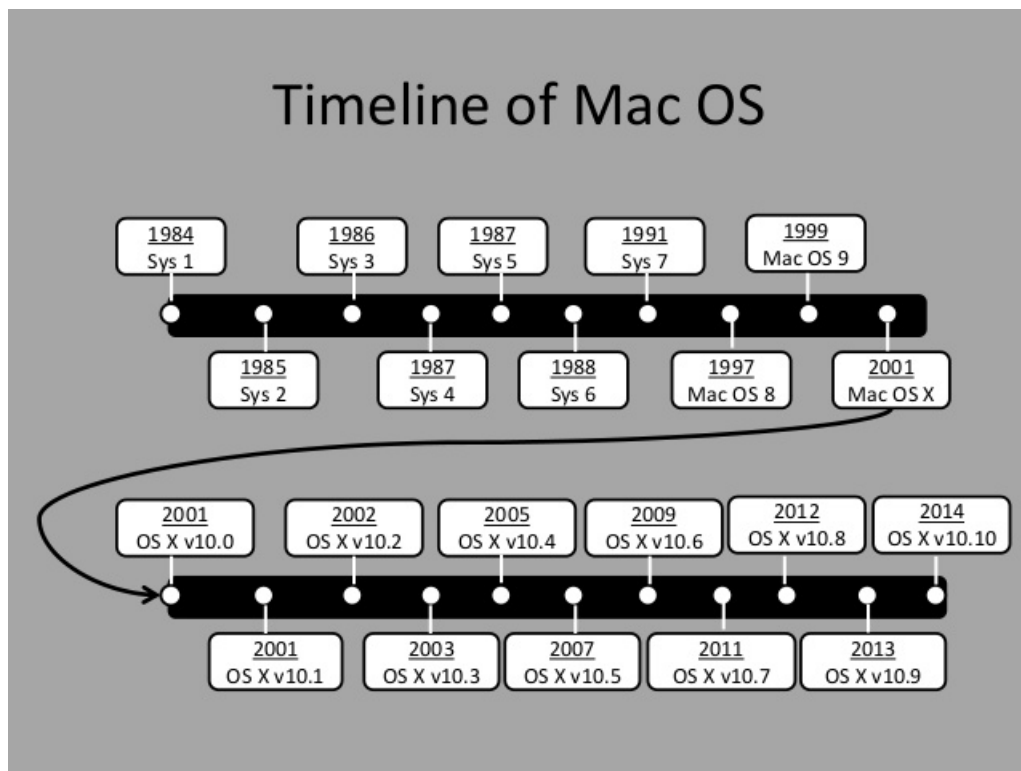 Timeline of Mac OS
1984
Sys 1
1986
Sys 3
1987
Sys 5
1991
Sys 7
1999
Mac OS 9
1985
Sys 2
1987
Sys 4
1988
Sys 6
1997
Mac OS 8
2001
Mac OS X
2001
OS X v10.0
2002
OS X v10.2
2005
OS X v10.4
2009
OS X v10.6
2012
OS X v10.8
2014
OS X v10.10
2001
OS X v10.1
2003
OS X v10.3
2007
OS X v10.5
2011
OS X v10.7
2013
OS X v10.9